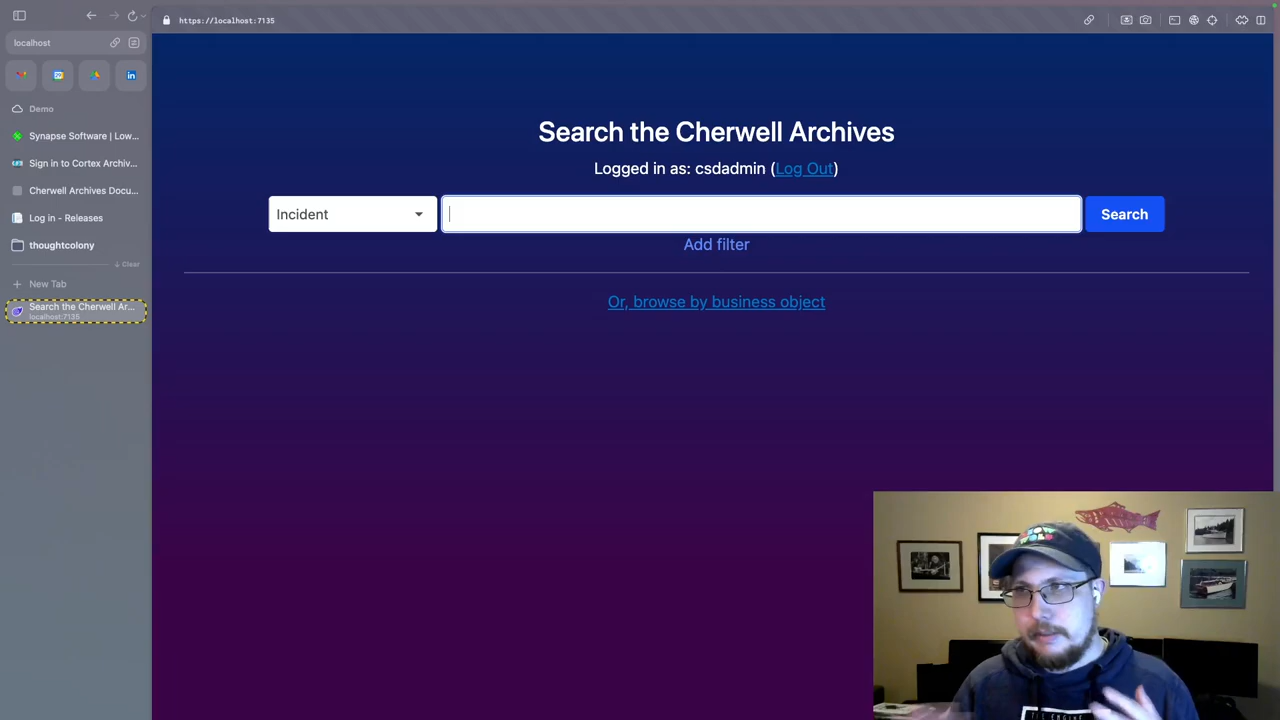 https://localhost:7135
localhost
Demo
Synapse Software | Low...
Sign in to Cortex Archiv...
Cherwell Archives Docu...
Log in - Releases
thoughtcolony
↓ Clear
+ New Tab
Search the Cherwell Ar...
localhost:7135
Search the Cherwell Archives
Logged in as: csdadmin (Log Out)
Incident
Search
Add filter
Or, browse by business object